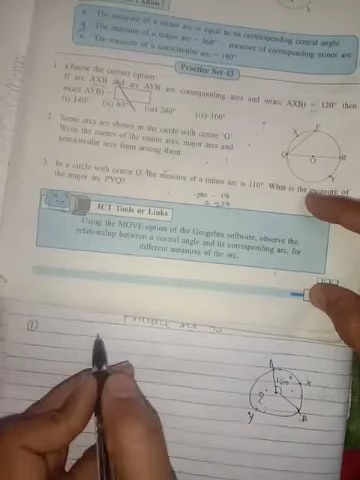 • The measure of a minor arc is equal to its corresponding central angle.
• The measure of a major arc = 360° − measure of corresponding minor arc
• The measure of a semicircular arc = 180°
Practice Set 43
1. Choose the correct option.
If arc AXB and arc AYB are corresponding arcs and m(arc AXB) = 120° then
m(arc AYB) =
(i) 140° (ii) 60° (iii) 240° (iv) 160°
2. Some arcs are shown in the circle with centre 'O'.
Write the names of the minor arcs, major arcs and
semicircular arcs from among them.
X
O
R
Y
3. In a circle with centre O, the measure of a minor arc is 110°. What is the measure of
the major arc PYQ?
ICT Tools or Links
Using the MOVE option of the Geogebra software, observe the
relationship between a central angle and its corresponding arc, for
different measures of the arc.
①
A
120
X
B
Y